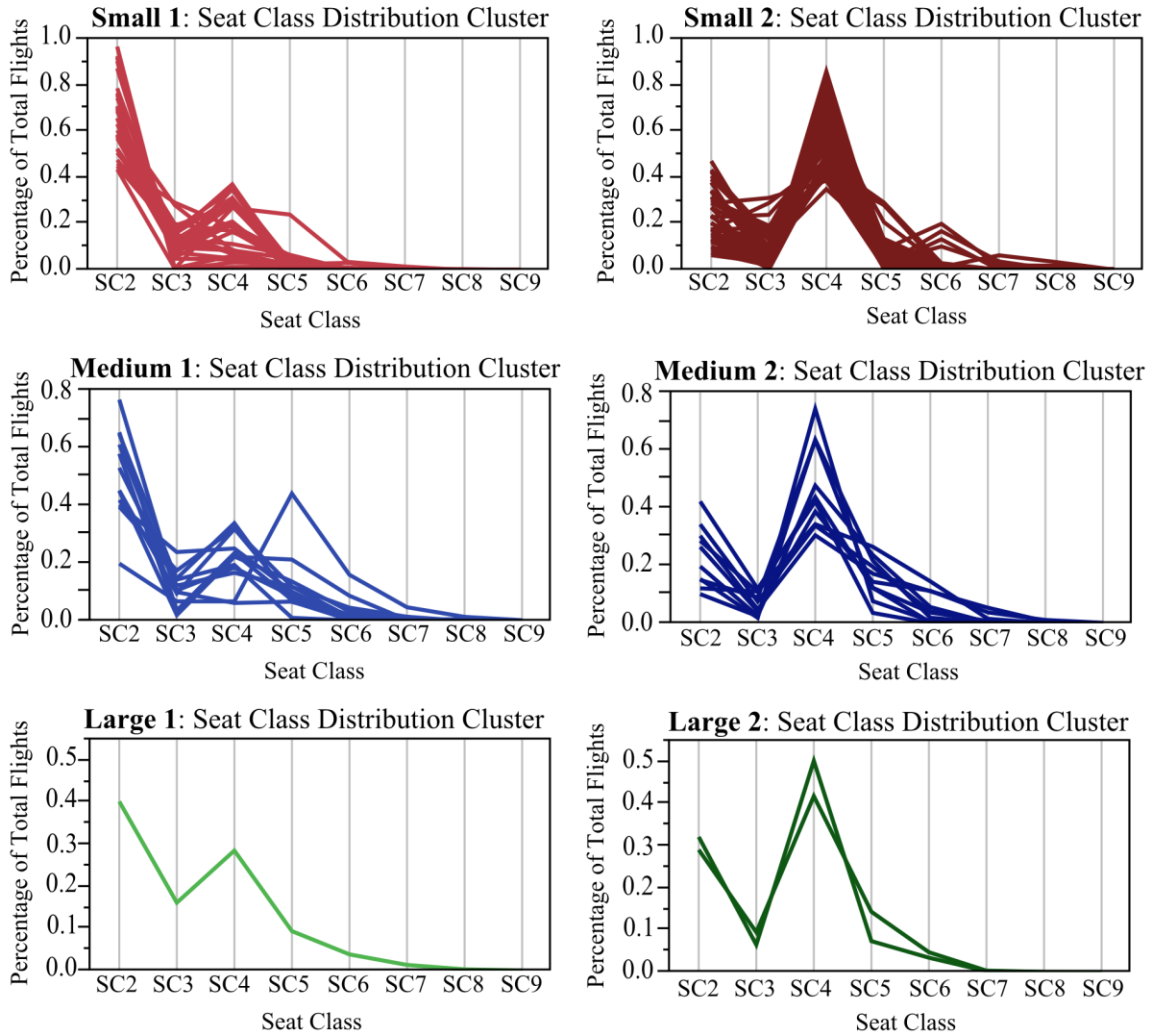 Small 1: Seat Class Distribution Cluster
Percentage of Total Flights
1.0
0.8
0.6
0.4
0.2
0.0
SC2 SC3 SC4 SC5 SC6 SC7 SC8 SC9
Seat Class
Small 2: Seat Class Distribution Cluster
Percentage of Total Flights
1.0
0.8
0.6
0.4
0.2
0.0
SC2 SC3 SC4 SC5 SC6 SC7 SC8 SC9
Seat Class
Medium 1: Seat Class Distribution Cluster
Percentage of Total Flights
0.8
0.6
0.4
0.2
0.0
SC2 SC3 SC4 SC5 SC6 SC7 SC8 SC9
Seat Class
Medium 2: Seat Class Distribution Cluster
Percentage of Total Flights
0.8
0.6
0.4
0.2
0.0
SC2 SC3 SC4 SC5 SC6 SC7 SC8 SC9
Seat Class
Large 1: Seat Class Distribution Cluster
Percentage of Total Flights
0.5
0.4
0.3
0.2
0.1
0.0
SC2 SC3 SC4 SC5 SC6 SC7 SC8 SC9
Seat Class
Large 2: Seat Class Distribution Cluster
Percentage of Total Flights
0.5
0.4
0.3
0.2
0.1
0.0
SC2 SC3 SC4 SC5 SC6 SC7 SC8 SC9
Seat Class